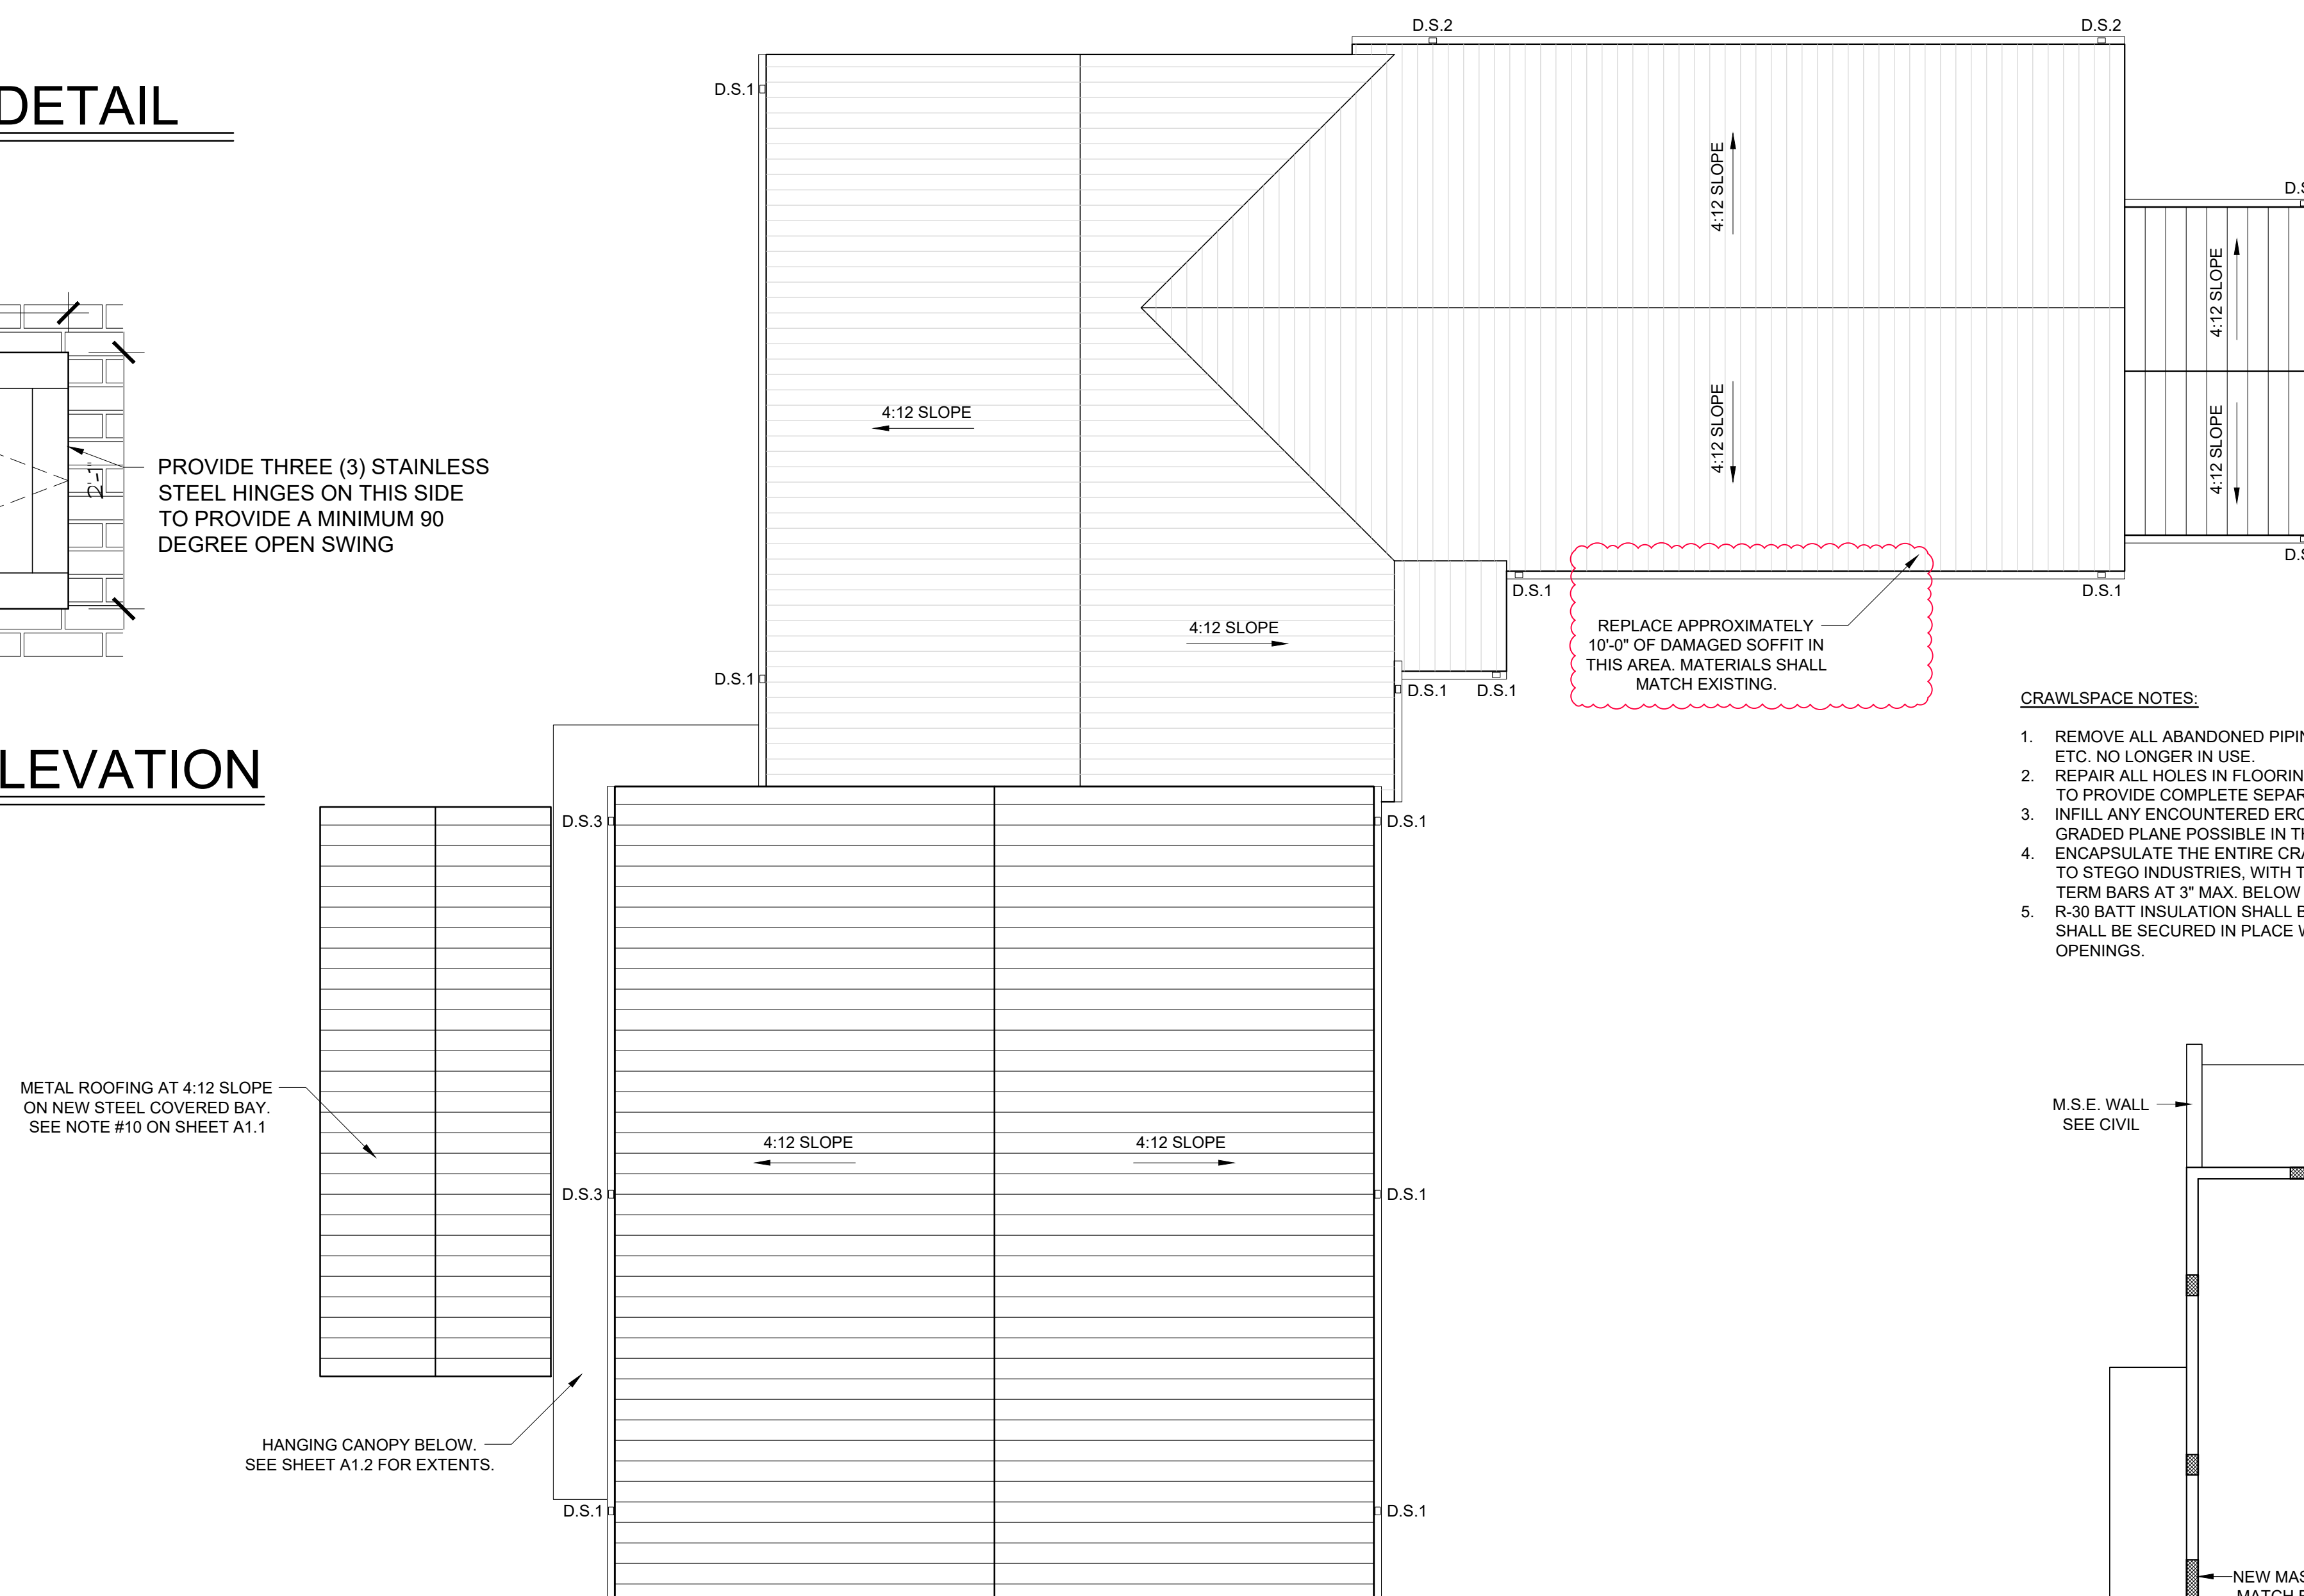 DETAIL
PROVIDE THREE (3) STAINLESS
STEEL HINGES ON THIS SIDE
TO PROVIDE A MINIMUM 90
DEGREE OPEN SWING
2'-1"
LEVATION
D.S.2
D.S.2
D.S.1
4:12 SLOPE
4:12 SLOPE
4:12 SLOPE
4:12 SLOPE
4:12 SLOPE
4:12 SLOPE
D.S.1
D.S.1
D.S.1
D.S.1
D.S.1
REPLACE APPROXIMATELY
10'-0" OF DAMAGED SOFFIT IN
THIS AREA. MATERIALS SHALL
MATCH EXISTING.
CRAWLSPACE NOTES:
1. REMOVE ALL ABANDONED
ETC. NO LONGER IN USE.
2. REPAIR ALL HOLES IN
TO PROVIDE COMPLETE
3. INFILL ANY ENCOUNTERED
GRADED PLANE POSSIBLE IN
4. ENCAPSULATE THE ENTIRE
TO STEGO INDUSTRIES, WITH
TERM BARS AT 3" MAX. BELOW
5. R-30 BATT INSULATION SHALL
SHALL BE SECURED IN PLACE
OPENINGS.
D.S.3
D.S.1
METAL ROOFING AT 4:12 SLOPE
ON NEW STEEL COVERED BAY.
SEE NOTE #10 ON SHEET A1.1
4:12 SLOPE
4:12 SLOPE
D.S.3
D.S.1
M.S.E. WALL
SEE CIVIL
HANGING CANOPY BELOW.
SEE SHEET A1.2 FOR EXTENTS.
D.S.1
D.S.1
NEW
MATCH